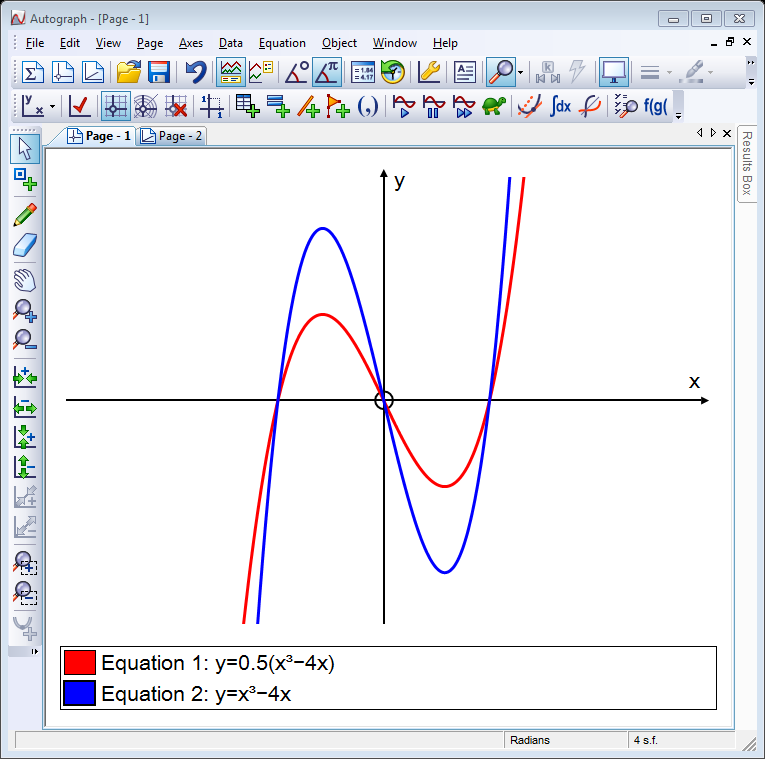 Autograph - [Page - 1]
File Edit View Page Axes Data Equation Object Window Help
Page - 1 Page - 2
Results Box
y
x
Equation 1: y=0.5(x³−4x)
Equation 2: y=x³−4x
Radians 4 s.f.